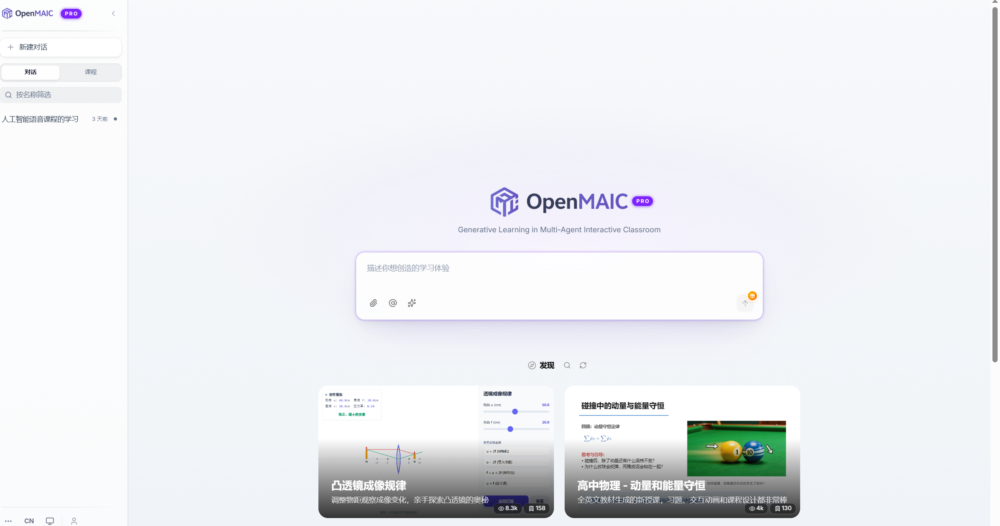 OpenMAIC PRO
新建对话
对话 课程
按名称筛选
人工智能语音课程的学习 3 天前
CN
OpenMAIC PRO
Generative Learning in Multi-Agent Interactive Classroom
描述你想创造的学习体验
发现
实时模拟
物距 u: 60.0cm 焦距 f: 20.0cm
像距 v: 30.0cm 放大率: 0.50
倒立、缩小的实像
物 2F F F 物 2F
透镜成像规律
物距 u (cm) 60.0
焦距 f (cm) 20.0
典型实验案例
u > 2f (照相机)
u = 2f (等大成像)
f < u < 2f (投影仪)
u < f (放大镜)
自动扫描 重置
凸透镜成像规律
调整物距观察成像变化，亲手探索凸透镜的奥秘
8.3k 158
碰撞中的动量与能量守恒
回顾：动量守恒定律
∑p初 = ∑p末
思考与引导：
• 碰撞后，除了动量还有什么保持不变？
• 为什么台球会反弹，而橡皮泥会粘在一起？
1 10
台球碰撞：动能是否在此时发生了损失？
高中物理 - 动量和能量守恒
全英文教材生成的新授课，习题、交互动画和课程设计都非常棒
4k 130